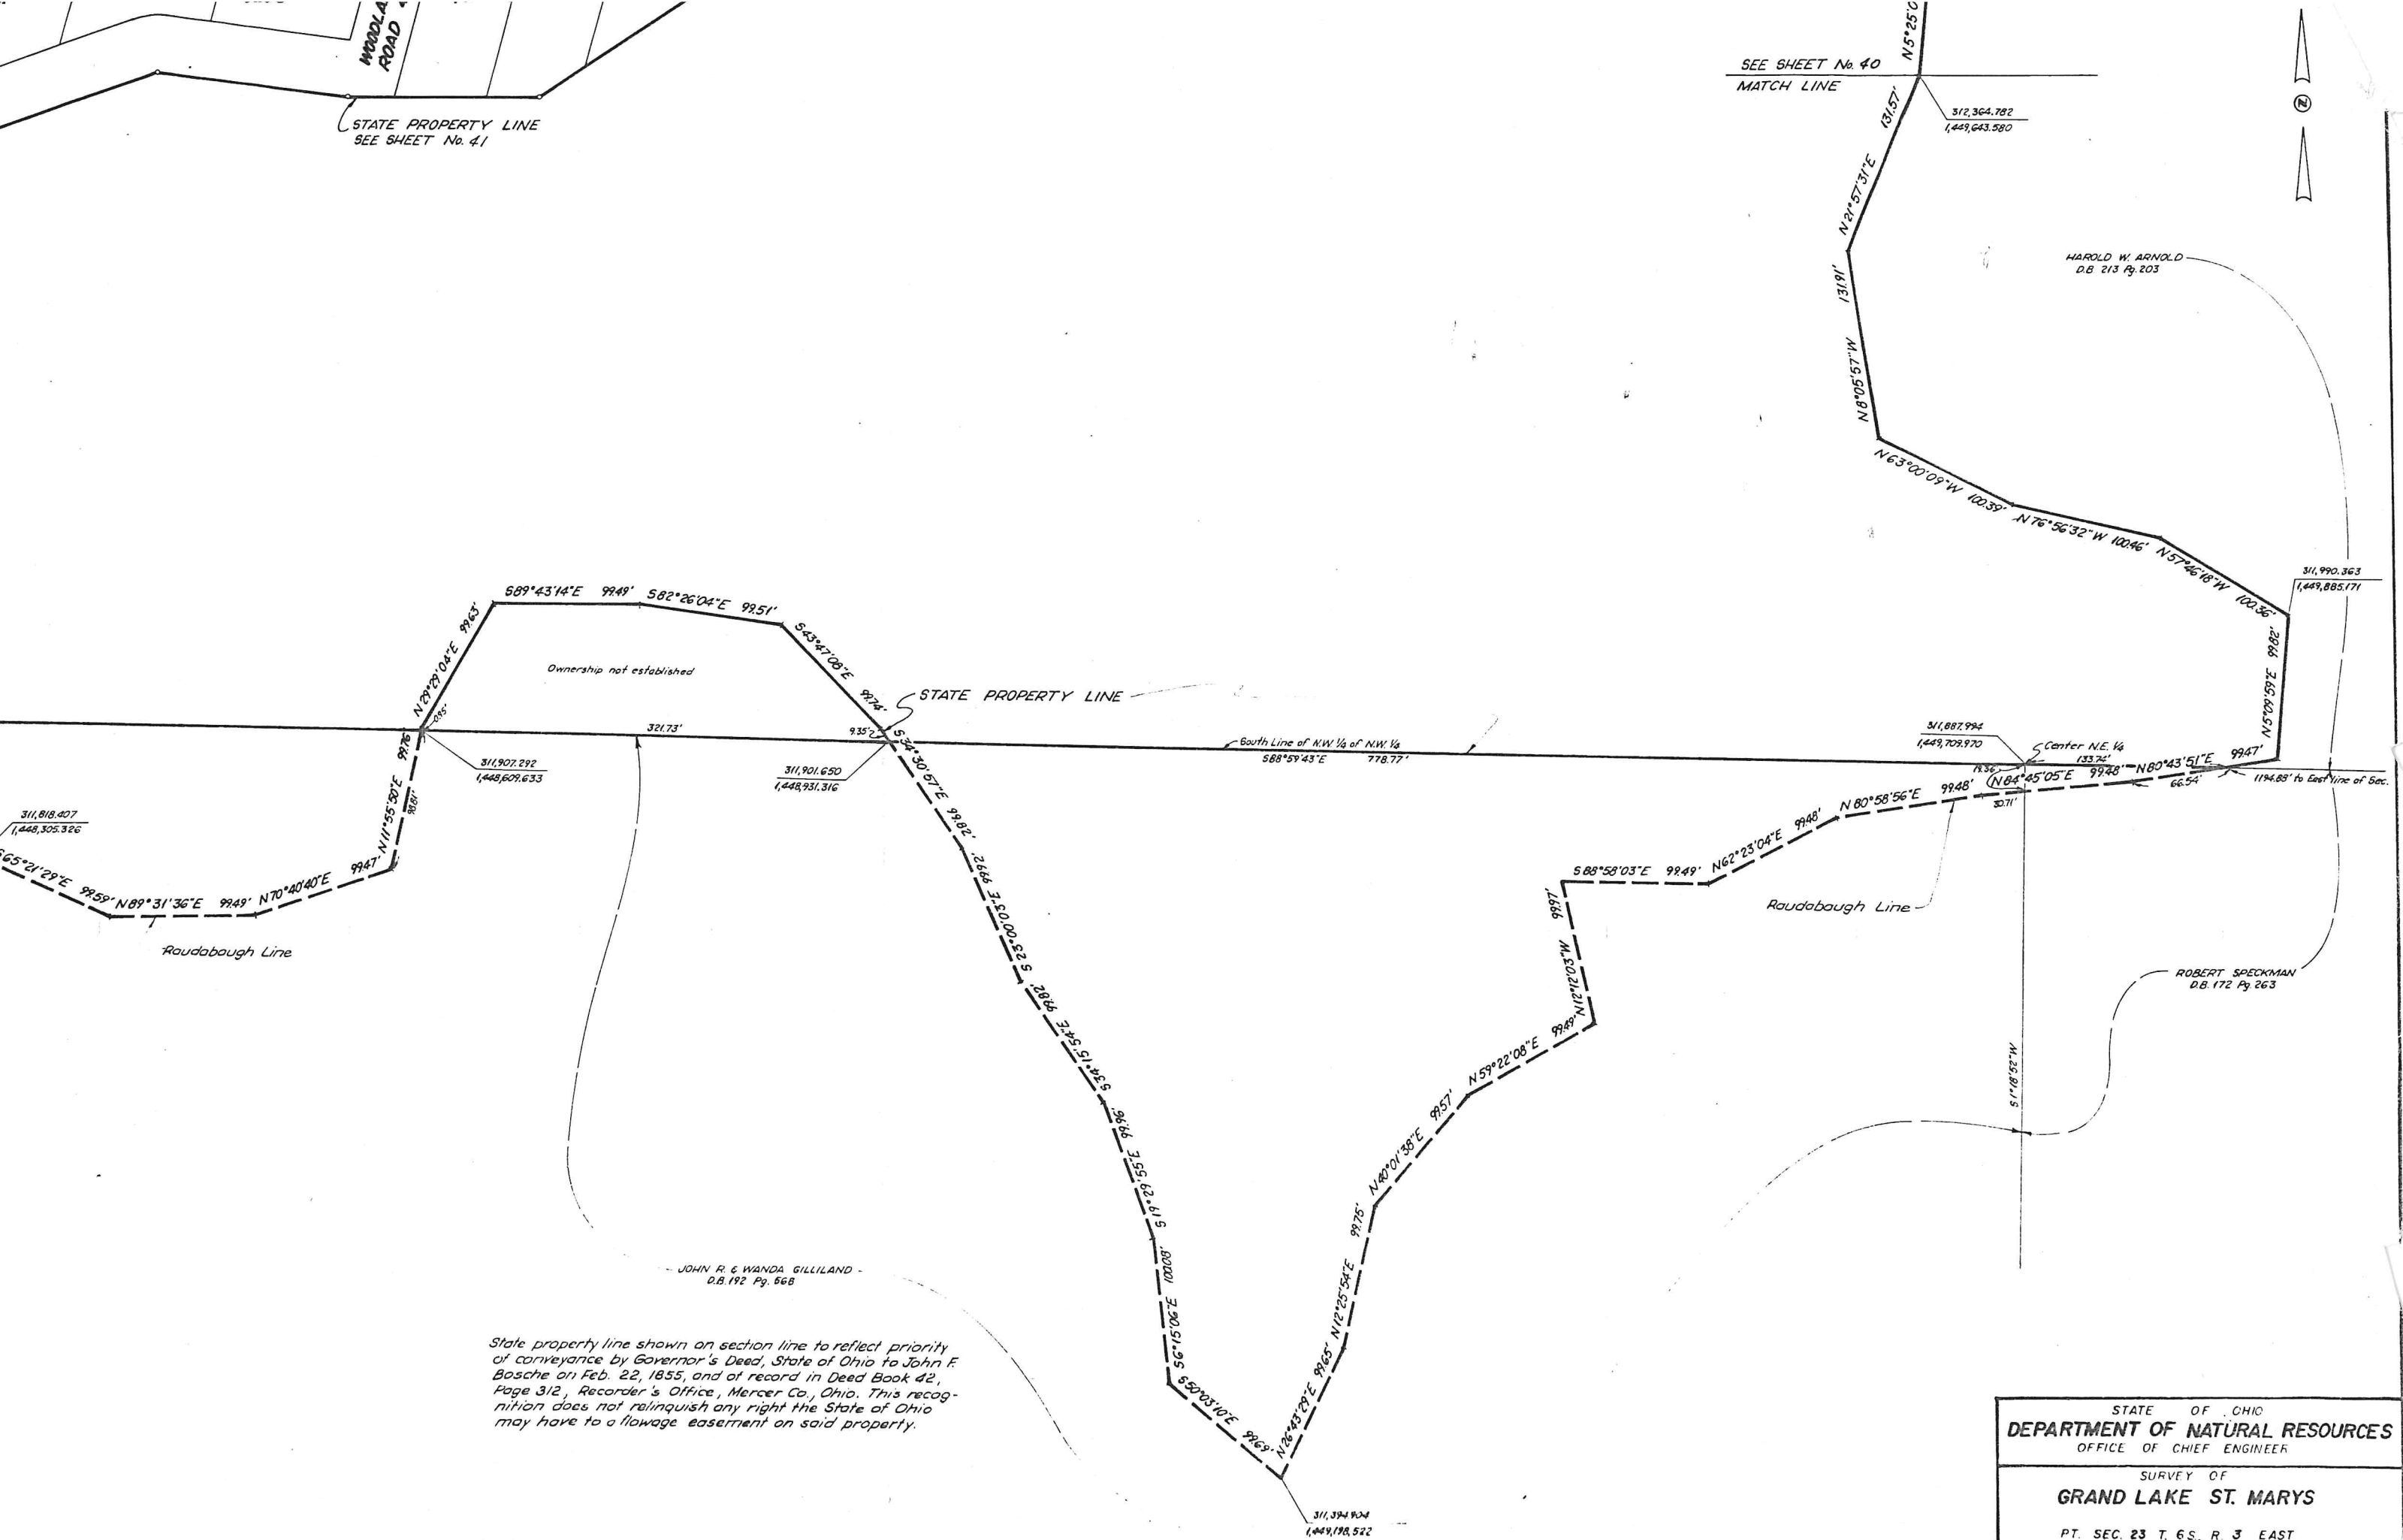 WOODLA
ROAD
STATE PROPERTY LINE
SEE SHEET No. 41
SEE SHEET No. 40
MATCH LINE
N5°25'0
312,364.782
1,449,643.580
131.57'
N21°57'31"E
131.91'
N8°05'57"W
N63°00'09"W 100.39'
N76°56'32"W 100.46'
N57°46'18"W 100.36'
HAROLD W. ARNOLD
D.B. 213 Pg. 203
311,990.363
1,449,885.171
N5°09'59"E 99.82'
S89°43'14"E 99.49'
S82°26'04"E 99.51'
S43°47'08"E 99.74'
N29°29'04"E 99.63'
Ownership not established
STATE PROPERTY LINE
0.95'
321.73'
9.35'
South Line of N.W. 1/4 of N.W. 1/4
S88°59'43"E 778.77'
311,887.994
1,449,709.970
Center N.E. 1/4
133.74'
19.36'
N84°45'05"E 99.48'
N80°43'51"E 99.47'
66.54'
30.71'
1194.88' to East line of Sec.
311,907.292
1,448,609.633
311,901.650
1,448,931.316
99.76'
N11°55'50"E
98.81'
311,818.407
1,448,305.326
S65°21'29"E 99.59'
N89°31'36"E 99.49'
N70°40'40"E 99.47'
Raudabaugh Line
S34°30'57"E 99.82'
S23°00'03"E 99.92'
S34°15'54"E 99.82'
S19°29'55"E 99.96'
S6°15'06"E 100.08'
S50°03'10"E 99.69'
N26°43'29"E 99.65'
N12°25'54"E 99.75'
N40°01'38"E 99.57'
N59°22'08"E 99.49'
N12°12'03"W 99.97'
S88°58'03"E 99.49'
N62°23'04"E 99.48'
N80°58'56"E 99.48'
Raudabaugh Line
ROBERT SPECKMAN
D.B. 172 Pg. 263
S1°18'52"W
JOHN R. & WANDA GILLILAND
D.B. 192 Pg. 568
State property line shown on section line to reflect priority
of conveyance by Governor's Deed, State of Ohio to John F.
Bosche on Feb. 22, 1855, and of record in Deed Book 42,
Page 312, Recorder's Office, Mercer Co., Ohio. This recog-
nition does not relinquish any right the State of Ohio
may have to a flowage easement on said property.
311,394.904
1,449,198.522
STATE OF OHIO
DEPARTMENT OF NATURAL RESOURCES
OFFICE OF CHIEF ENGINEER
SURVEY OF
GRAND LAKE ST. MARYS
PT. SEC. 23 T. 6S., R. 3 EAST